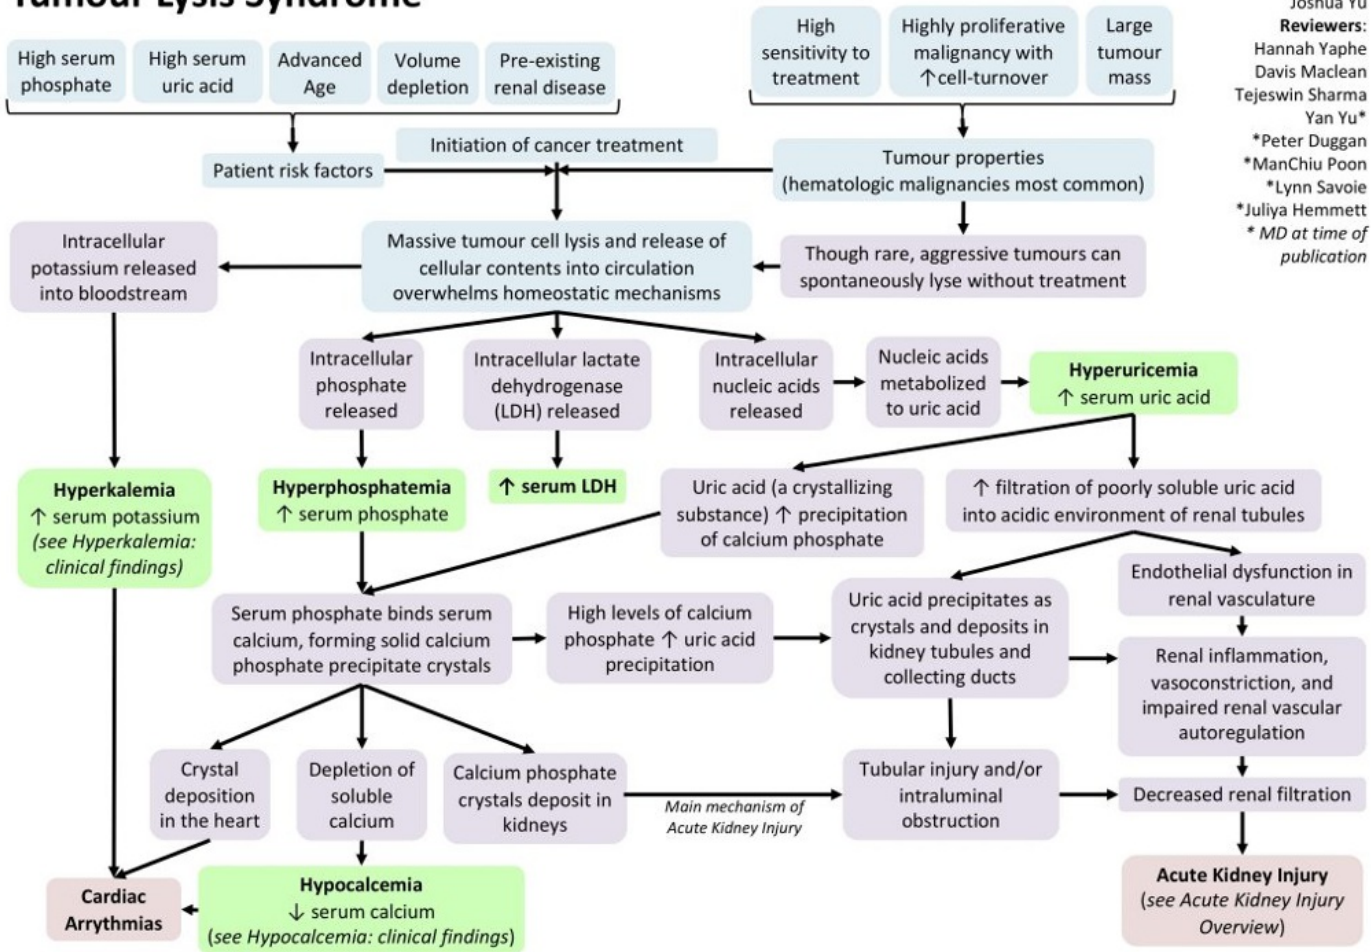 Tumour Lysis Syndrome
Joshua Yu
Reviewers:
Hannah Yaphe
Davis Maclean
Tejeswin Sharma
Yan Yu*
*Peter Duggan
*ManChiu Poon
*Lynn Savoie
*Juliya Hemmett
* MD at time of
publication
High serum
phosphate
High serum
uric acid
Advanced
Age
Volume
depletion
Pre-existing
renal disease
High
sensitivity to
treatment
Highly proliferative
malignancy with
↑cell-turnover
Large
tumour
mass
Patient risk factors
Initiation of cancer treatment
Tumour properties
(hematologic malignancies most common)
Intracellular
potassium released
into bloodstream
Massive tumour cell lysis and release of
cellular contents into circulation
overwhelms homeostatic mechanisms
Though rare, aggressive tumours can
spontaneously lyse without treatment
Intracellular
phosphate
released
Intracellular lactate
dehydrogenase
(LDH) released
Intracellular
nucleic acids
released
Nucleic acids
metabolized
to uric acid
Hyperuricemia
↑ serum uric acid
Hyperkalemia
↑ serum potassium
(see Hyperkalemia:
clinical findings)
Hyperphosphatemia
↑ serum phosphate
↑ serum LDH
Uric acid (a crystallizing
substance) ↑ precipitation
of calcium phosphate
↑ filtration of poorly soluble uric acid
into acidic environment of renal tubules
Serum phosphate binds serum
calcium, forming solid calcium
phosphate precipitate crystals
High levels of calcium
phosphate ↑ uric acid
precipitation
Uric acid precipitates as
crystals and deposits in
kidney tubules and
collecting ducts
Endothelial dysfunction in
renal vasculature
Renal inflammation,
vasoconstriction, and
impaired renal vascular
autoregulation
Crystal
deposition
in the heart
Depletion of
soluble
calcium
Calcium phosphate
crystals deposit in
kidneys
Main mechanism of
Acute Kidney Injury
Tubular injury and/or
intraluminal
obstruction
Decreased renal filtration
Cardiac
Arrythmias
Hypocalcemia
↓ serum calcium
(see Hypocalcemia: clinical findings)
Acute Kidney Injury
(see Acute Kidney Injury
Overview)